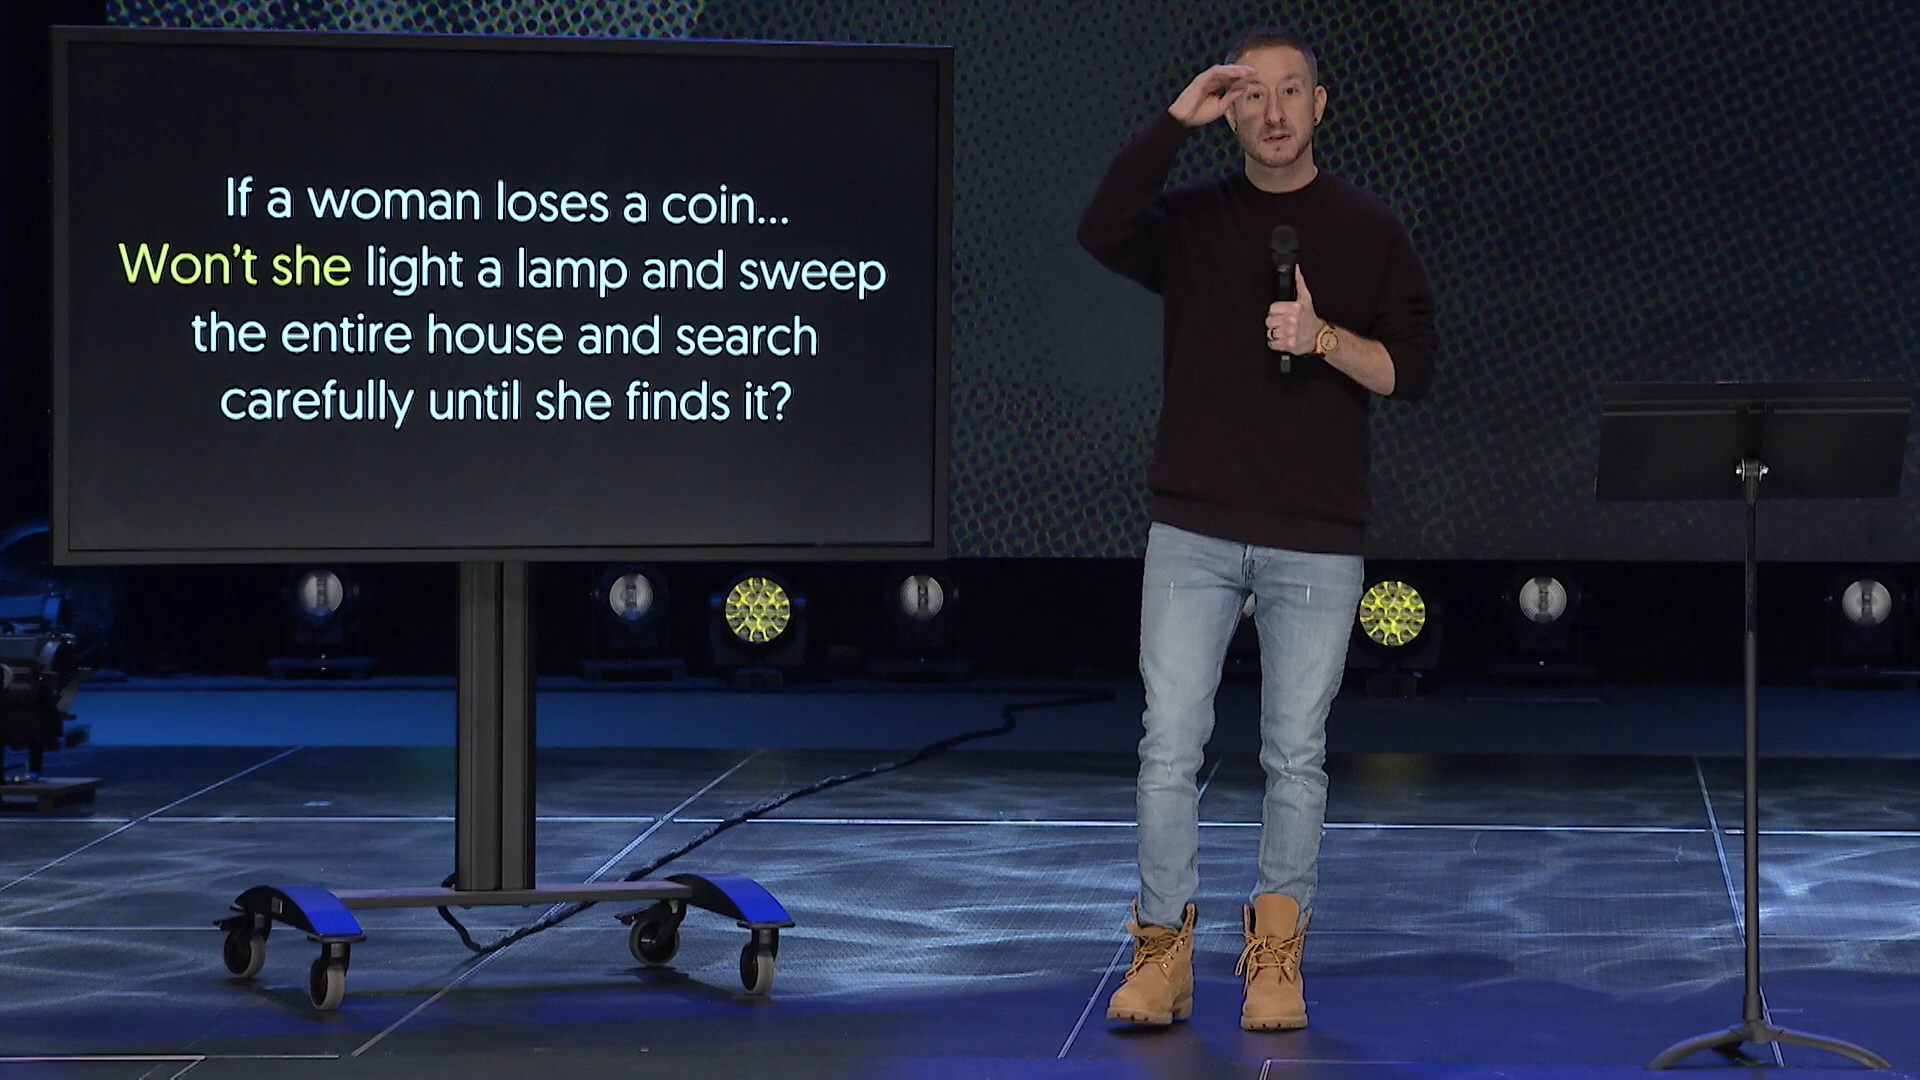 If a woman loses a coin...
Won't she light a lamp and sweep
the entire house and search
carefully until she finds it?